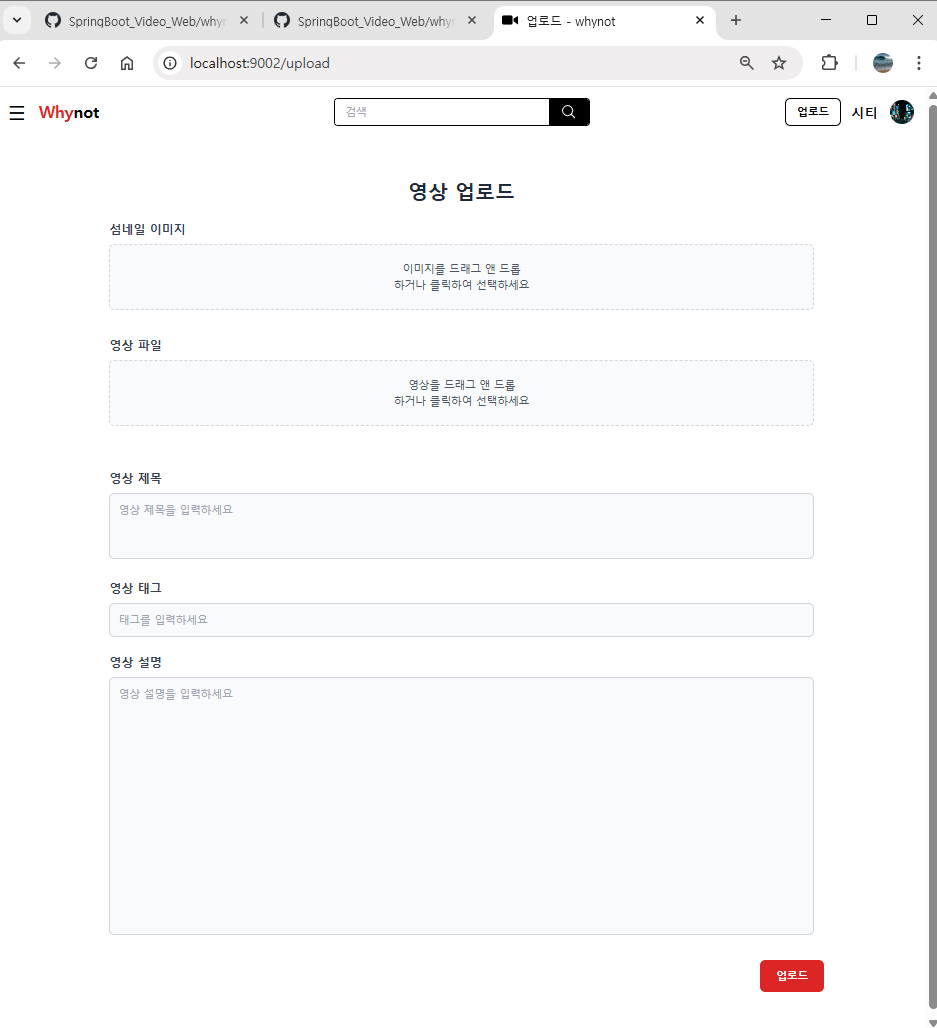 SpringBoot_Video_Web/why
SpringBoot_Video_Web/why
업로드 - whynot
localhost:9002/upload
Whynot
검색
업로드
시티
영상 업로드
섬네일 이미지
이미지를 드래그 앤 드롭
하거나 클릭하여 선택하세요
영상 파일
영상을 드래그 앤 드롭
하거나 클릭하여 선택하세요
영상 제목
영상 제목을 입력하세요
영상 태그
태그를 입력하세요
영상 설명
영상 설명을 입력하세요
업로드